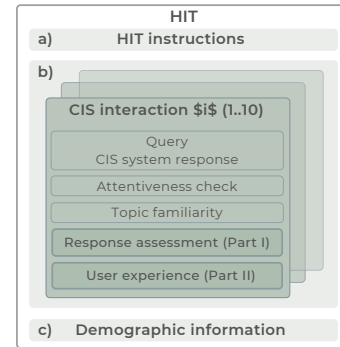 HIT
a) HIT instructions
b)
CIS interaction $i$ (1..10)
Query
CIS system response
Attentiveness check
Topic familiarity
Response assessment (Part I)
User experience (Part II)
c) Demographic information